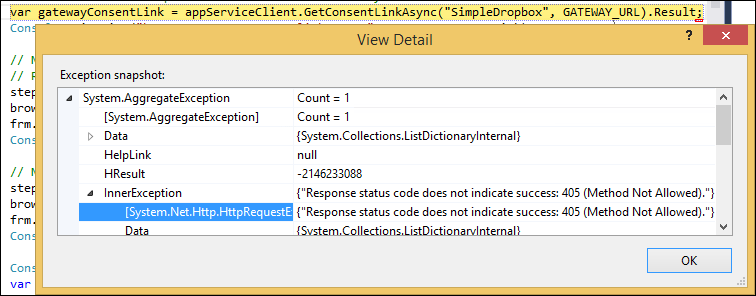 var gatewayConsentLink = appServiceClient.GetConsentLinkAsync("SimpleDropbox", GATEWAY_URL).Result;
Cons
View Detail
// M
Exception snapshot:
// R
step
System.AggregateException Count = 1
brow
[System.AggregateException] Count = 1
frm.
Data {System.Collections.ListDictionaryInternal}
Cons
HelpLink null
HResult -2146233088
// N
step
InnerException {"Response status code does not indicate success: 405 (Method Not Allowed)."}
brow
[System.Net.Http.HttpRequestE {"Response status code does not indicate success: 405 (Method Not Allowed)."}
frm.
Data {System.Collections.ListDictionaryInternal}
Cons
OK
Cons
var